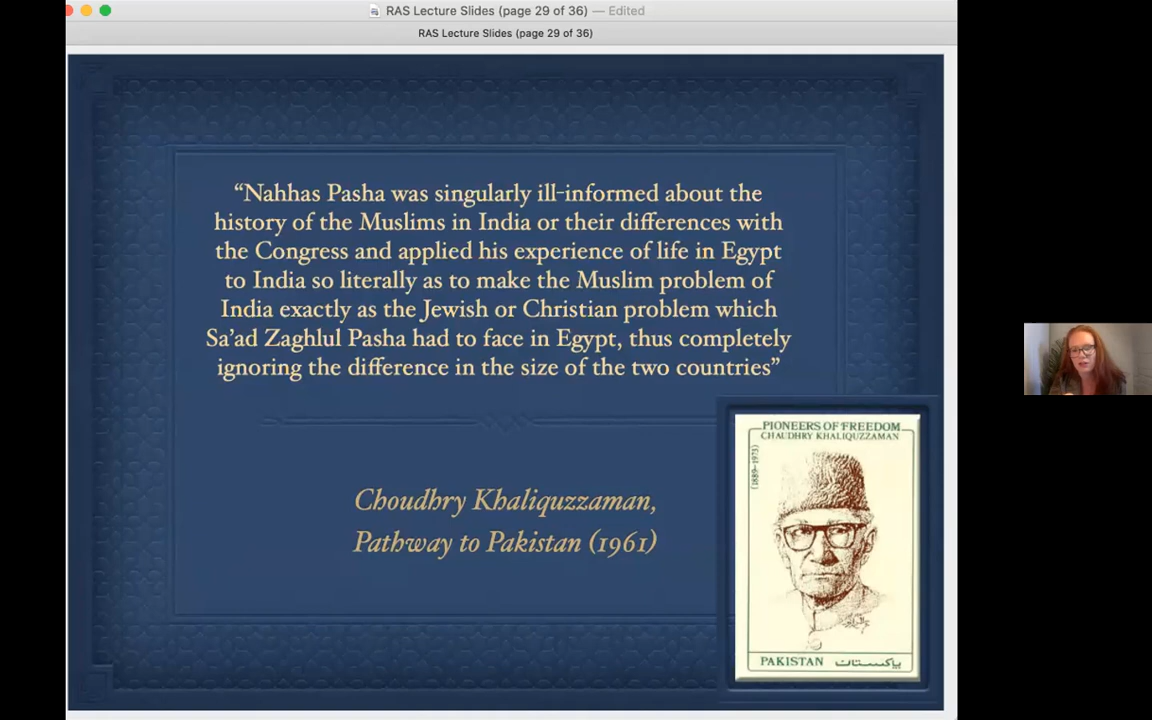 RAS Lecture Slides (page 29 of 36) — Edited
RAS Lecture Slides (page 29 of 36)
“Nahhas Pasha was singularly ill-informed about the
history of the Muslims in India or their differences with
the Congress and applied his experience of life in Egypt
to India so literally as to make the Muslim problem of
India exactly as the Jewish or Christian problem which
Sa’ad Zaghlul Pasha had to face in Egypt, thus completely
ignoring the difference in the size of the two countries”
Choudhry Khaliquzzaman,
Pathway to Pakistan (1961)
PIONEERS OF FREEDOM
CHAUDHRY KHALIQUZZAMAN
(1889-1973)
PAKISTAN پاکستان